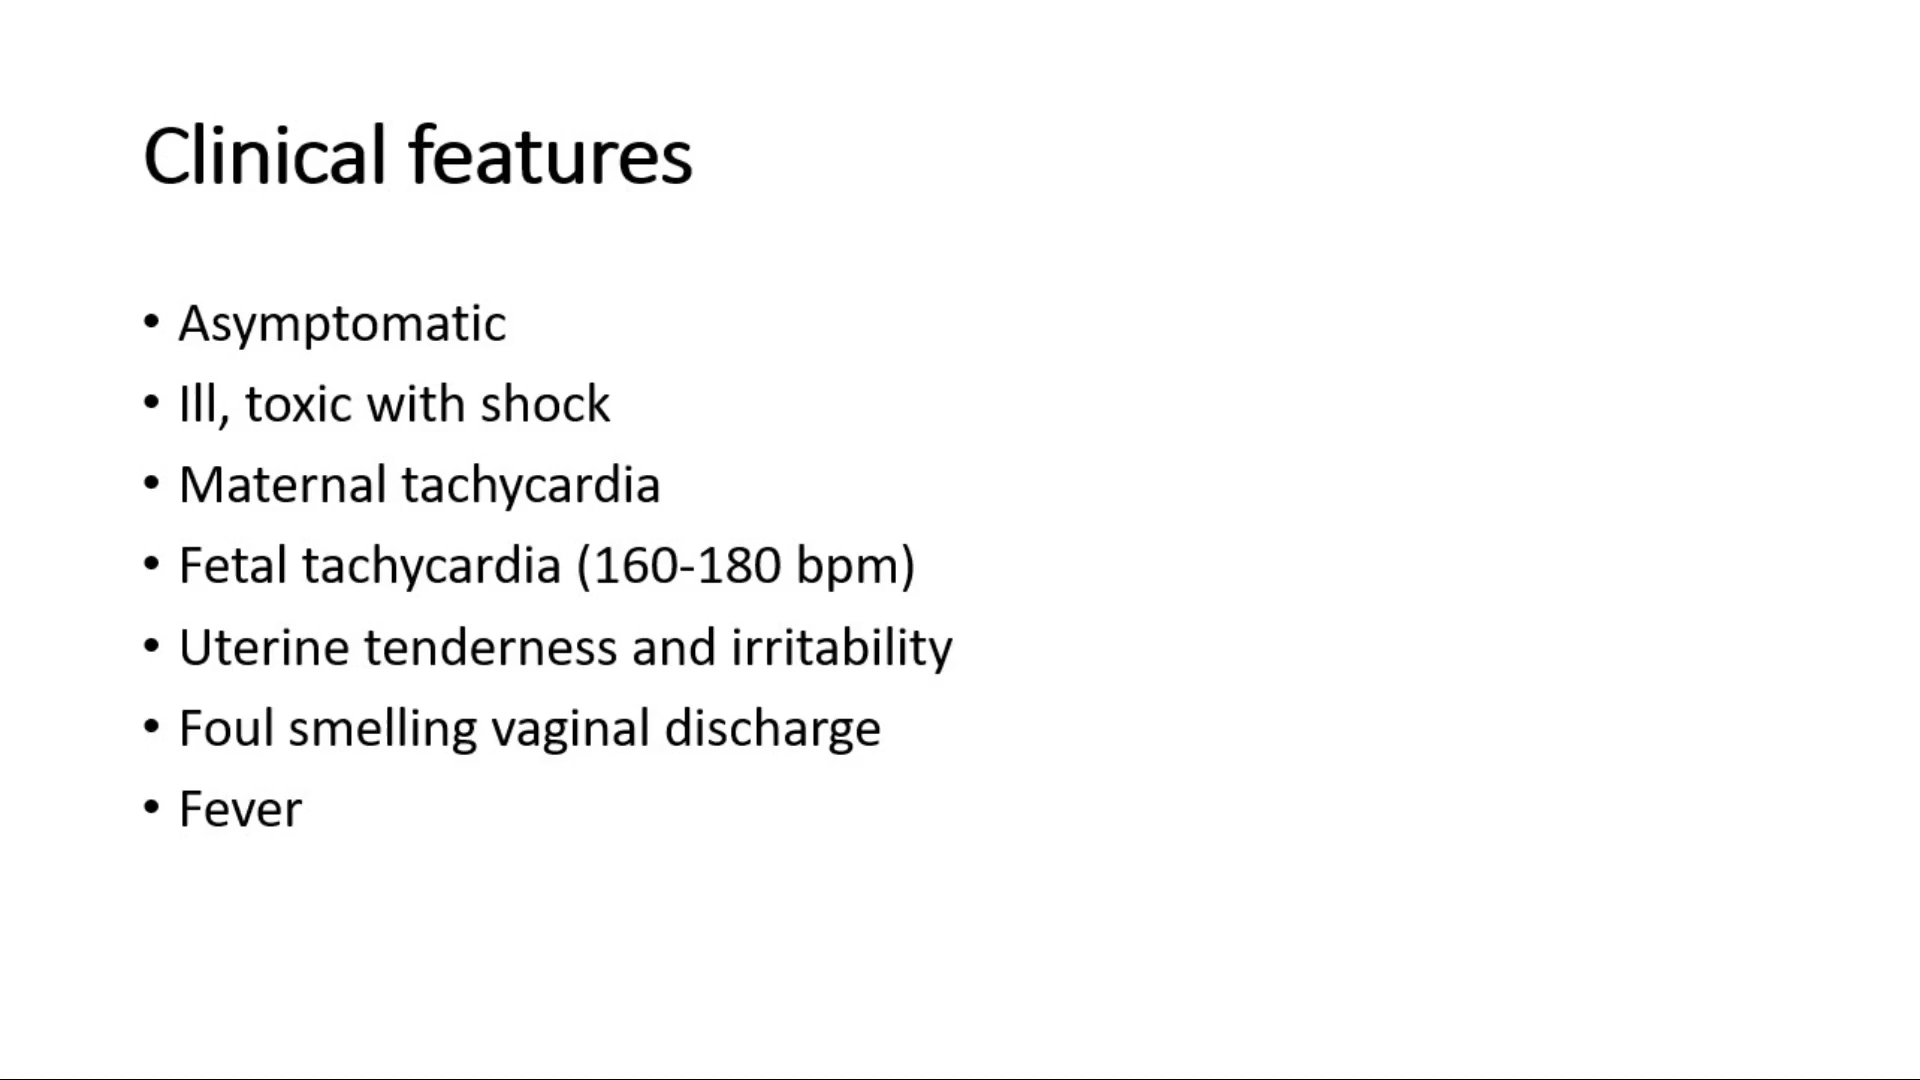 Clinical features
• Asymptomatic
• Ill, toxic with shock
• Maternal tachycardia
• Fetal tachycardia (160-180 bpm)
• Uterine tenderness and irritability
• Foul smelling vaginal discharge
• Fever